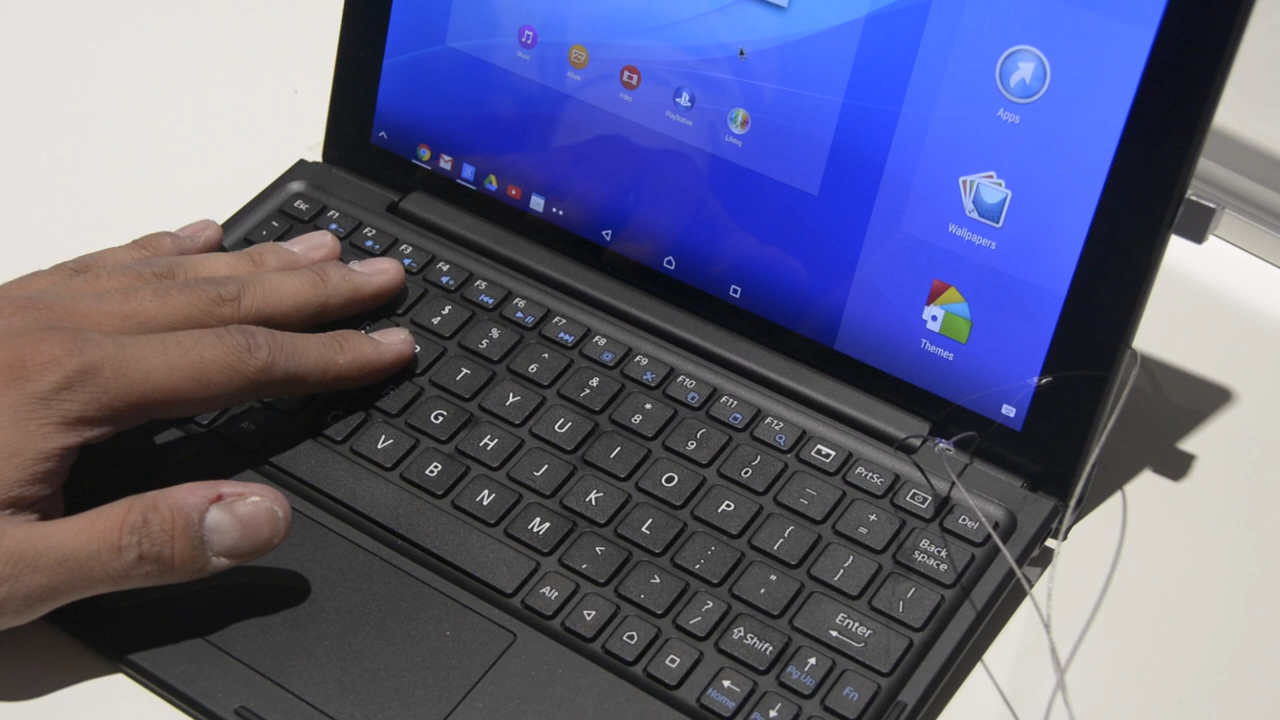 Apps
Music
Album
Video
PlayStation
Lifelog
Wallpapers
Themes
Esc
F1
F2
F3
F4
F5
F6
F7
F8
F9
F10
F11
F12
PrtSc
Del
$ 4
% 5
^ 6
& 7
* 8
( 9
) 0
_ -
+ =
Back space
T
Y
U
I
O
P
{ [
} ]
| \
G
H
J
K
L
: ;
" '
Enter
V
B
N
M
< ,
> .
? /
Shift
Alt
Alt
Pg Up
Fn
Home